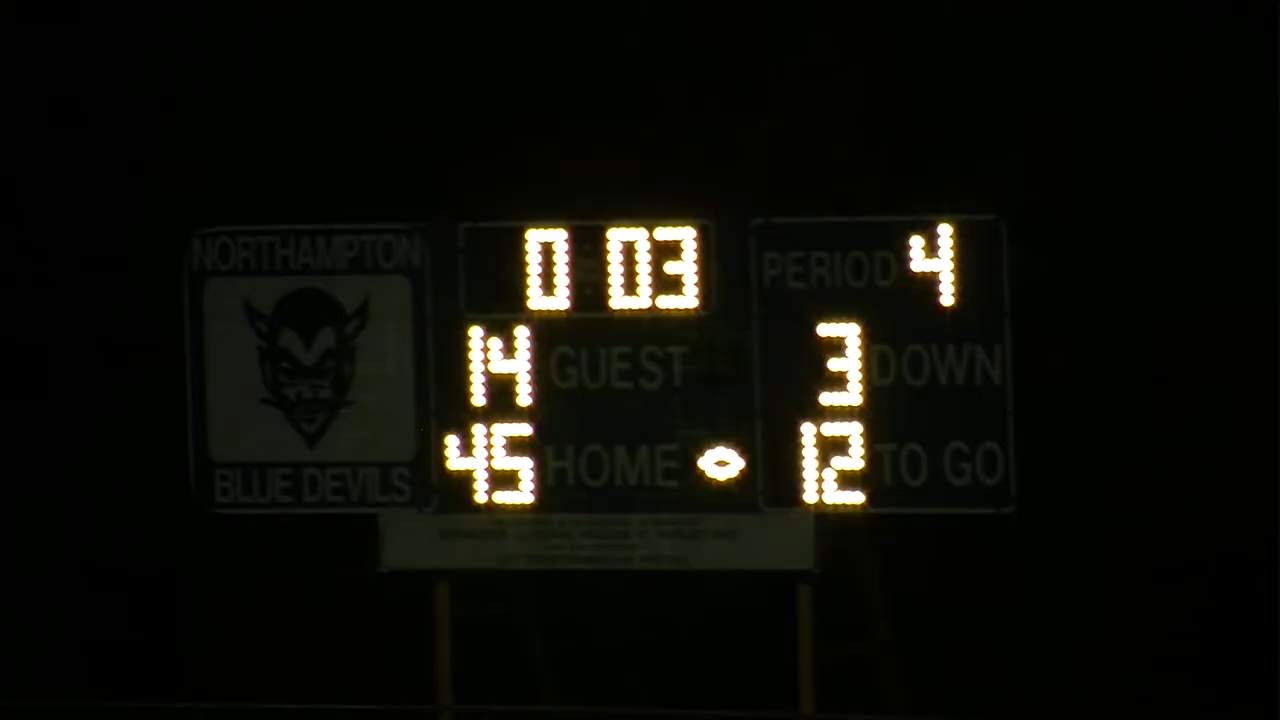 NORTHAMPTON
BLUE DEVILS
0 03
14 GUEST
45 HOME
PERIOD 4
3 DOWN
12 TO GO